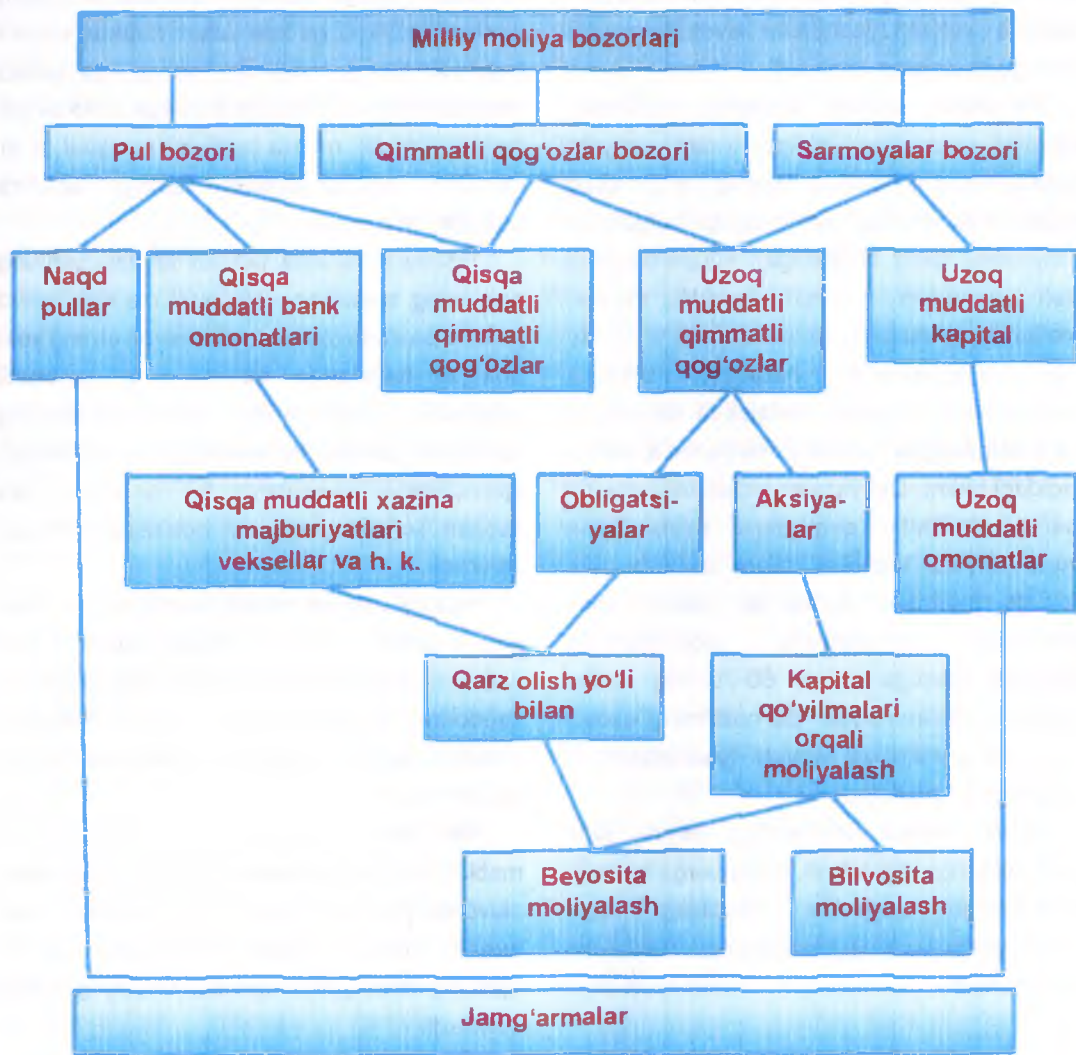 Milliy moliya bozorlari
Pul bozori
Qimmatli qog‘ozlar bozori
Sarmoyalar bozori
Naqd
pullar
Qisqa
muddatli bank
omonatlari
Qisqa
muddatli
qimmatli
qog‘ozlar
Uzoq
muddatli
qimmatli
qog‘ozlar
Uzoq
muddatli
kapital
Qisqa muddatli xazina
majburiyatlari
veksellar va h. k.
Obligatsi-
yalar
Aksiya-
lar
Uzoq
muddatli
omonatlar
Qarz olish yo‘li
bilan
Kapital
qo‘yilmalari
orqali
moliyalash
Bevosita
moliyalash
Bilvosita
moliyalash
Jamg‘armalar